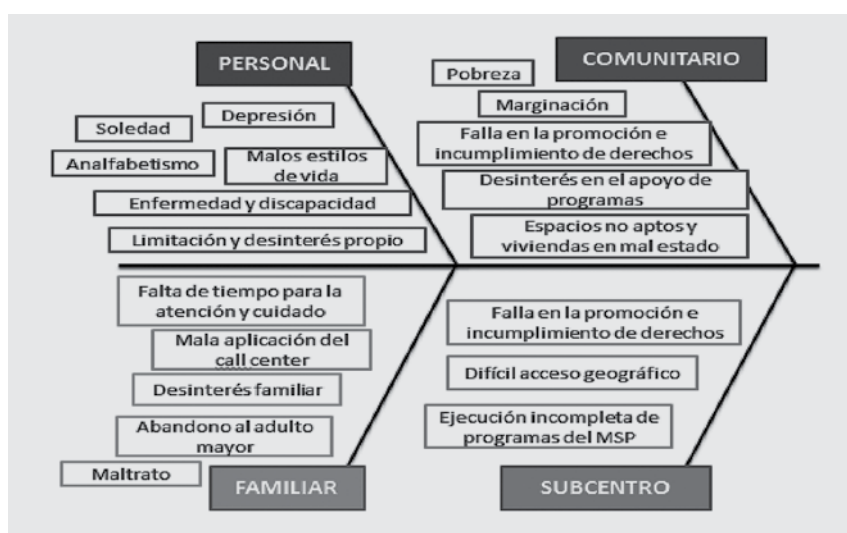 PERSONAL
Depresión
Soledad
Analfabetismo
Malos estilos
de vida
Enfermedad y discapacidad
Limitación y desinterés propio
COMUNITARIO
Pobreza
Marginación
Falla en la promoción e
incumplimiento de derechos
Desinterés en el apoyo de
programas
Espacios no aptos y
viviendas en mal estado
Falta de tiempo para la
atención y cuidado
Mala aplicación del
call center
Desinterés familiar
Abandono al adulto
mayor
Maltrato
FAMILIAR
Falla en la promoción e
incumplimiento de derechos
Difícil acceso geográfico
Ejecución incompleta de
programas del MSP
SUBCENTRO